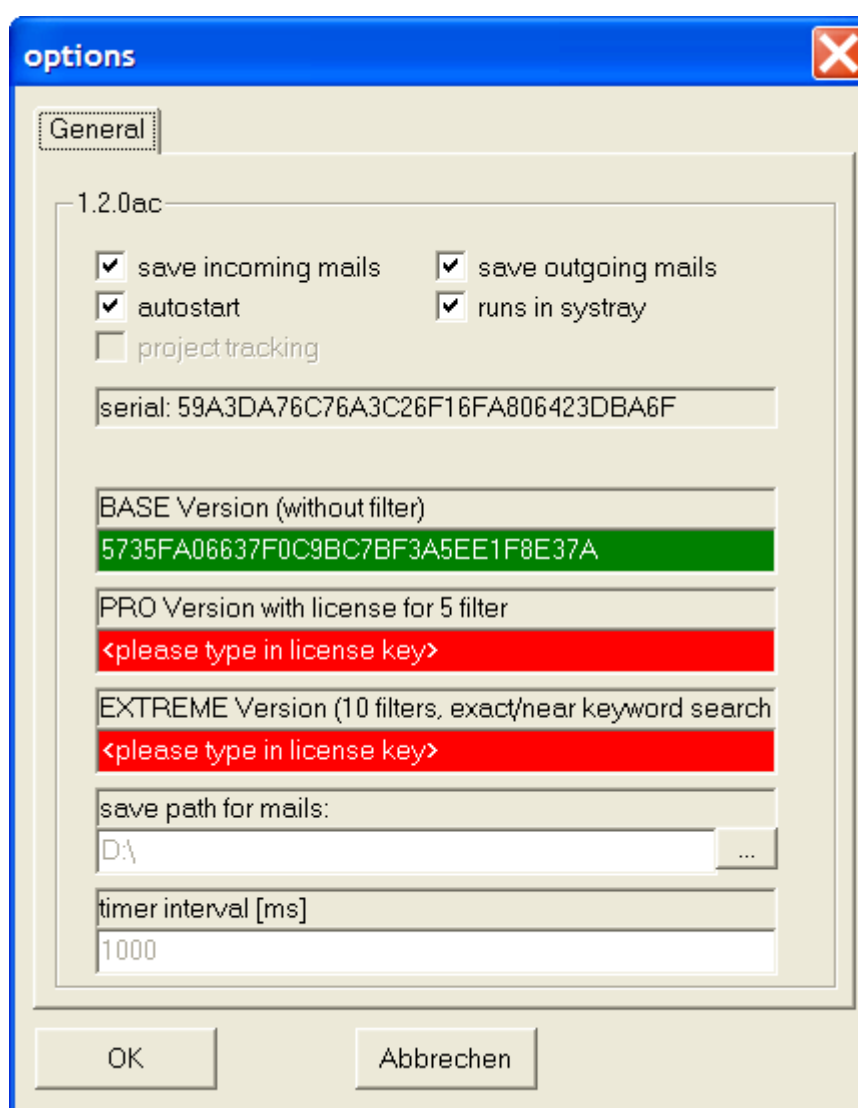 options
General
1.2.0ac
save incoming mails save outgoing mails
autostart runs in systray
project tracking
serial: 59A3DA76C76A3C26F16FA806423DBA6F
BASE Version (without filter)
5735FA06637F0C9BC7BF3A5EE1F8E37A
PRO Version with license for 5 filter
<please type in license key>
EXTREME Version (10 filters, exact/near keyword search
<please type in license key>
save path for mails:
D:\
...
timer interval [ms]
1000
OK Abbrechen